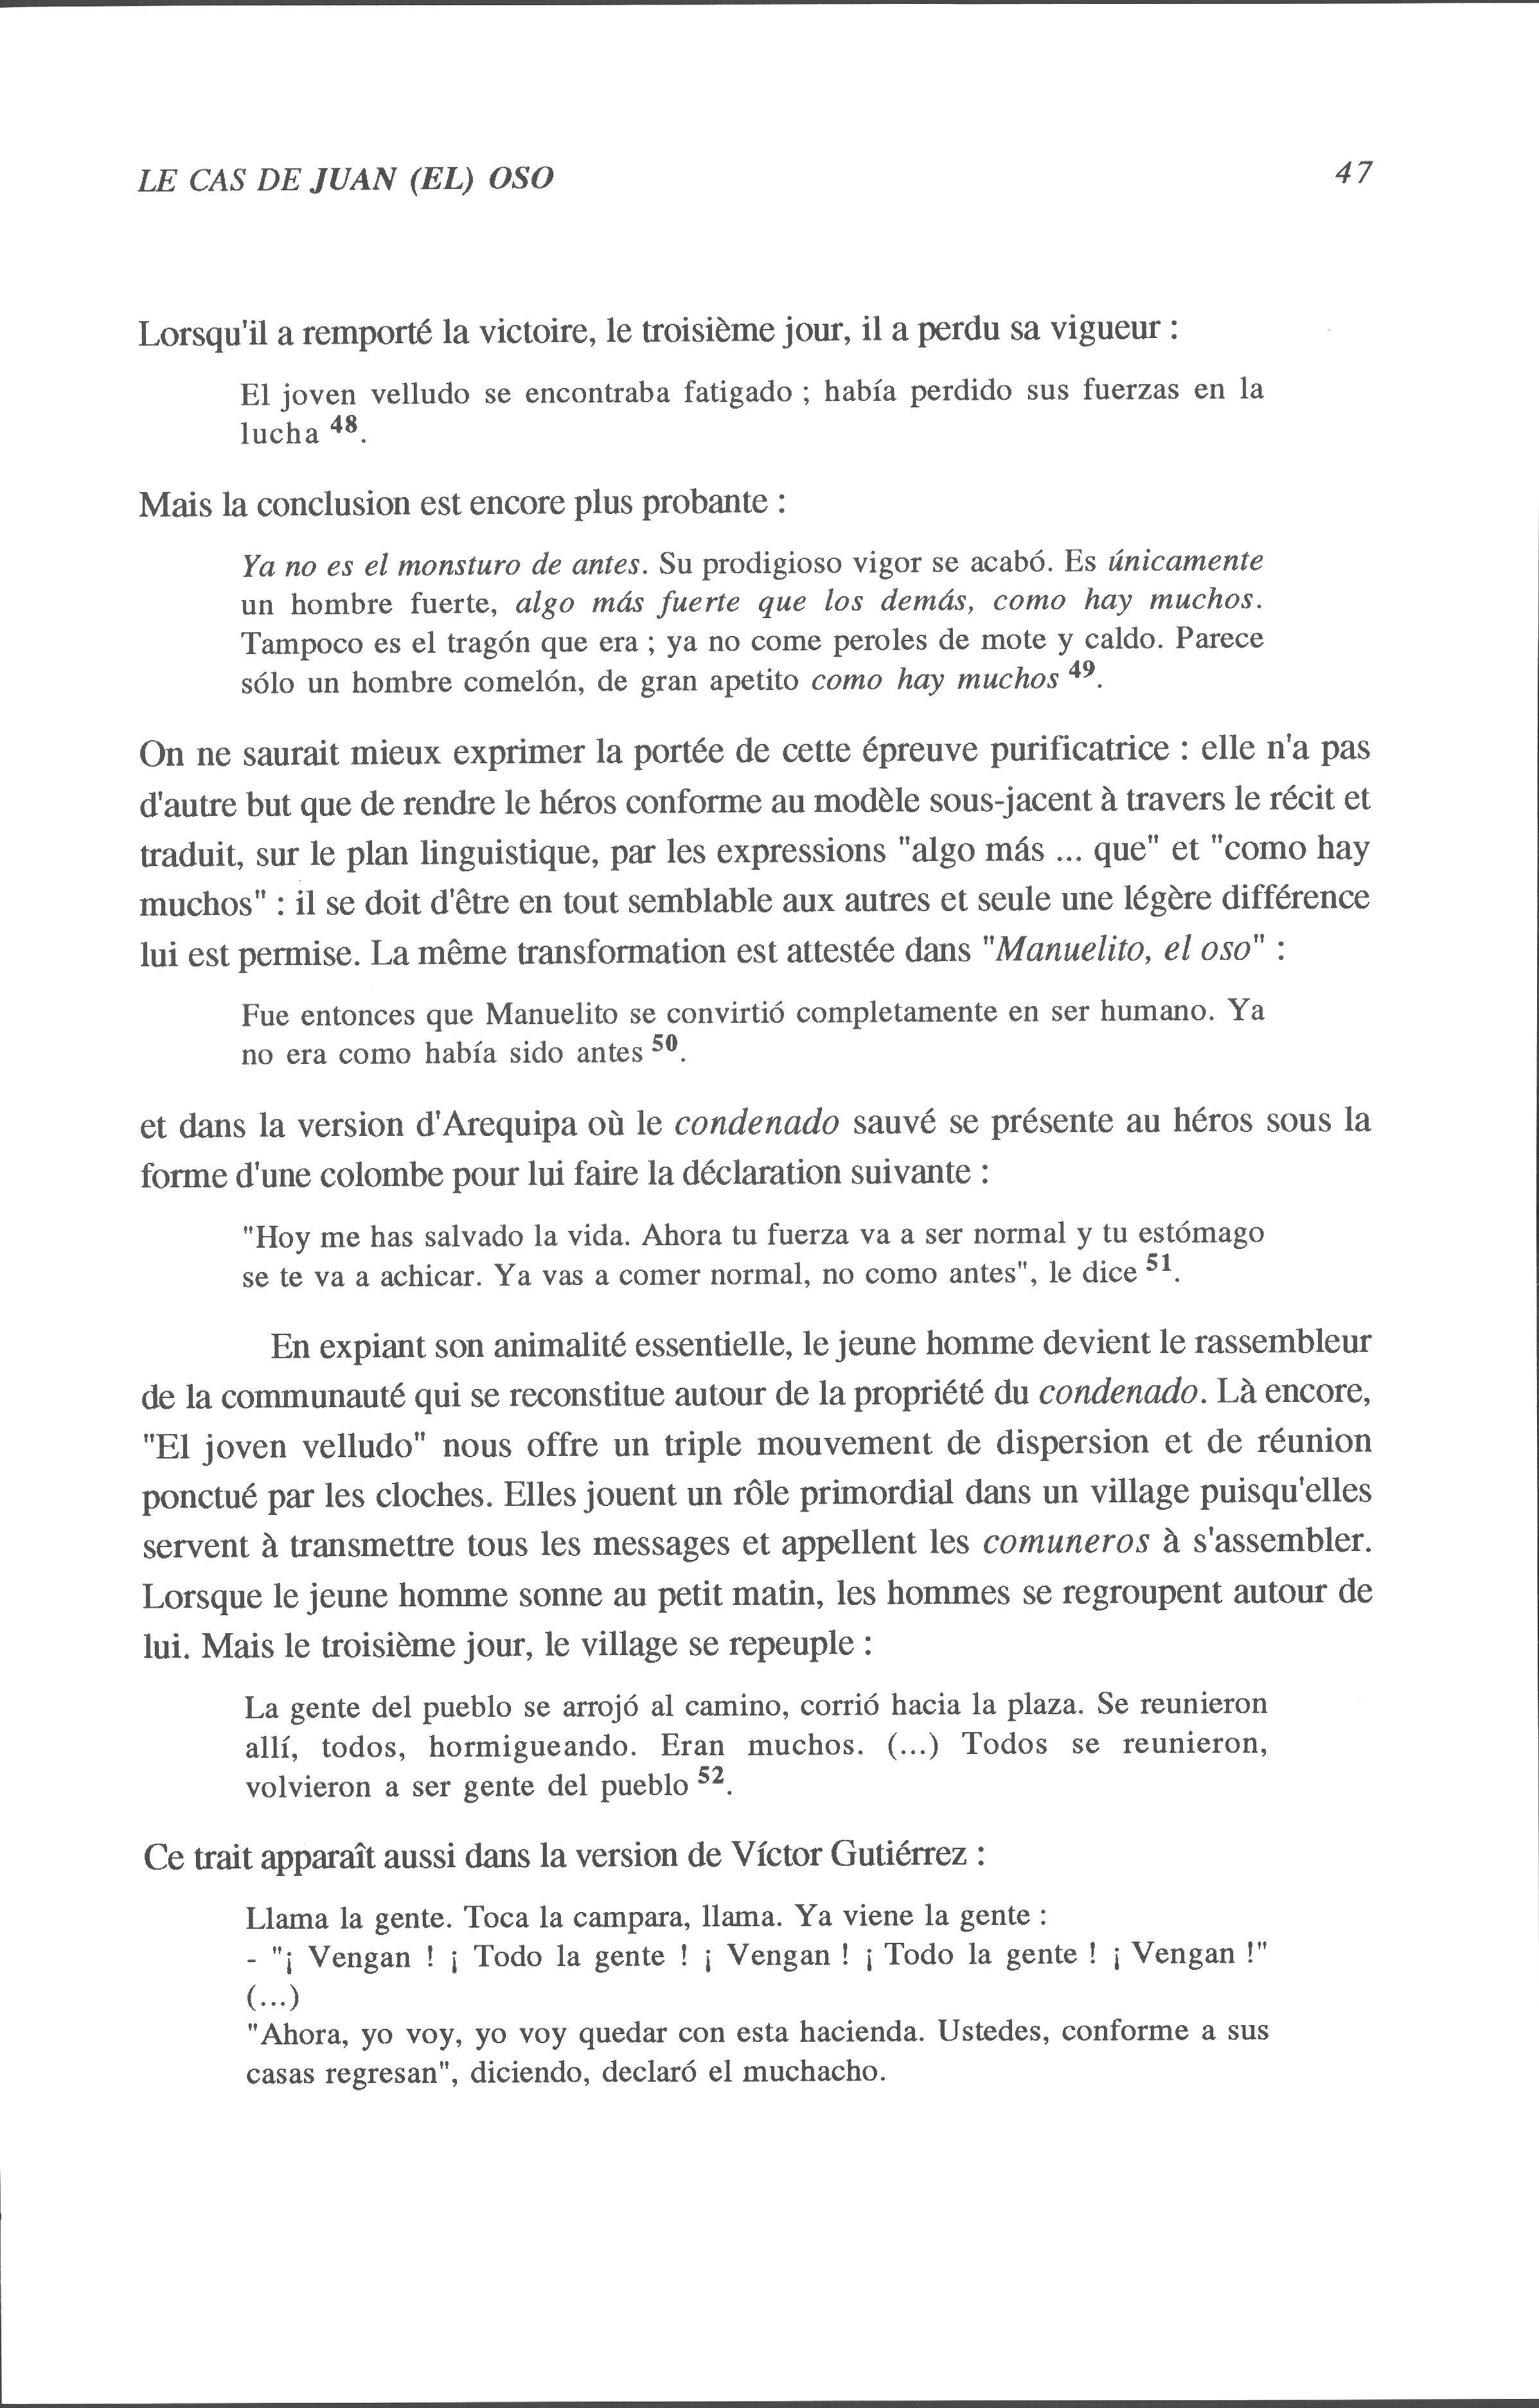 LE CAS DE JUAN (EL) OSO 47
Lorsqu'il a remporté la victoire, le troisième jour, il a perdu sa vigueur :
El joven velludo se encontraba fatigado ; había perdido sus fuerzas en la
lucha 48.
Mais la conclusion est encore plus probante :
Ya no es el monsturo de antes. Su prodigioso vigor se acabó. Es únicamente
un hombre fuerte, algo más fuerte que los demás, como hay muchos.
Tampoco es el tragón que era ; ya no come peroles de mote y caldo. Parece
sólo un hombre comelón, de gran apetito como hay muchos 49.
On ne saurait mieux exprimer la portée de cette épreuve purificatrice : elle n'a pas
d'autre but que de rendre le héros conforme au modèle sous-jacent à travers le récit et
traduit, sur le plan linguistique, par les expressions "algo más ... que" et "como hay
muchos" : il se doit d'être en tout semblable aux autres et seule une légère différence
lui est permise. La même transformation est attestée dans "Manuelito, el oso" :
Fue entonces que Manuelito se convirtió completamente en ser humano. Ya
no era como había sido antes 50.
et dans la version d'Arequipa où le condenado sauvé se présente au héros sous la
forme d'une colombe pour lui faire la déclaration suivante :
"Hoy me has salvado la vida. Ahora tu fuerza va a ser normal y tu estómago
se te va a achicar. Ya vas a comer normal, no como antes", le dice 51.
En expiant son animalité essentielle, le jeune homme devient le rassembleur
de la communauté qui se reconstitue autour de la propriété du condenado. Là encore,
"El joven velludo" nous offre un triple mouvement de dispersion et de réunion
ponctué par les cloches. Elles jouent un rôle primordial dans un village puisqu'elles
servent à transmettre tous les messages et appellent les comuneros à s'assembler.
Lorsque le jeune homme sonne au petit matin, les hommes se regroupent autour de
lui. Mais le troisième jour, le village se repeuple :
La gente del pueblo se arrojó al camino, corrió hacia la plaza. Se reunieron
allí, todos, hormigueando. Eran muchos. (...) Todos se reunieron,
volvieron a ser gente del pueblo 52.
Ce trait apparaît aussi dans la version de Víctor Gutiérrez :
Llama la gente. Toca la campara, llama. Ya viene la gente :
- "¡ Vengan ! ¡ Todo la gente ! ¡ Vengan ! ¡ Todo la gente ! ¡ Vengan !"
(...)
"Ahora, yo voy, yo voy quedar con esta hacienda. Ustedes, conforme a sus
casas regresan", diciendo, declaró el muchacho.